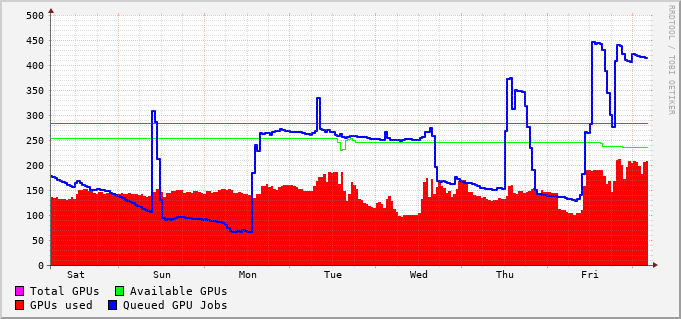 500
450
400
350
300
250
200
150
100
50
0
Sat Sun Mon Tue Wed Thu Fri
Total GPUs Available GPUs
GPUs used Queued GPU Jobs
RRDTOOL / TOBI OETIKER